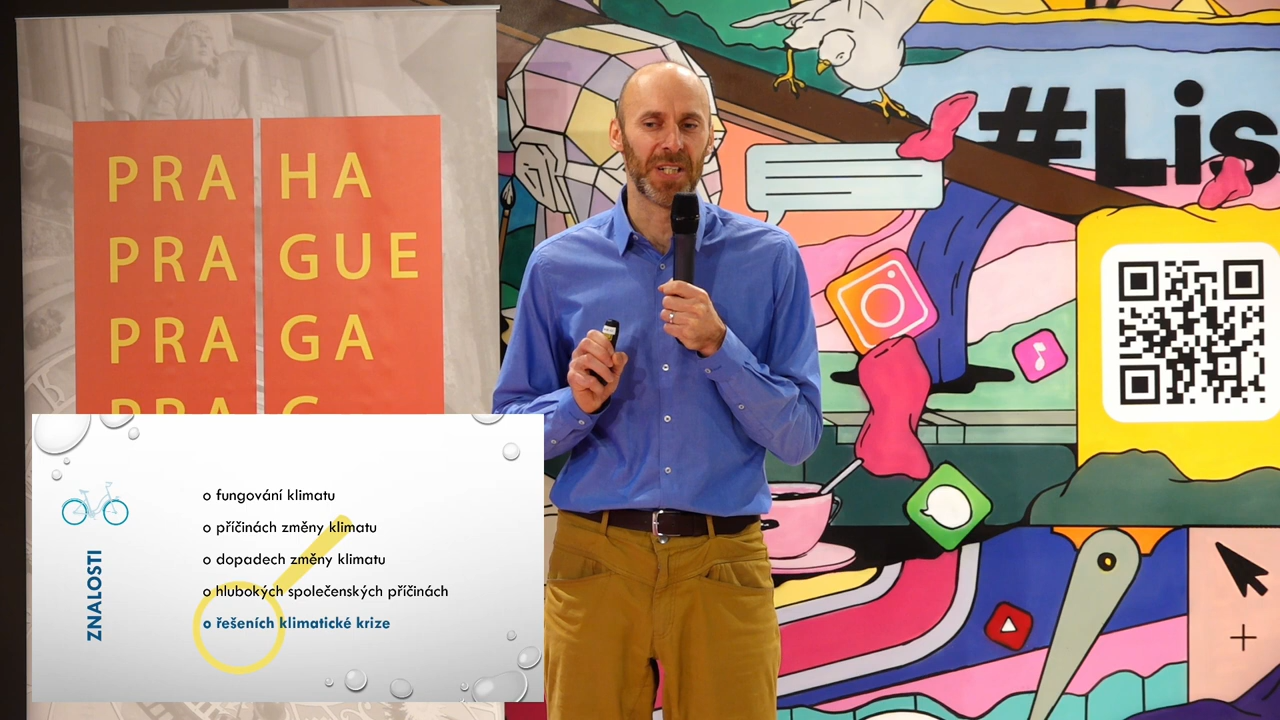 PRA HA
PRA GUE
PRA GA
PRA G
#Lis
ZNALOSTI
o fungování klimatu
o příčinách změny klimatu
o dopadech změny klimatu
o hlubokých společenských příčinách
o řešeních klimatické krize